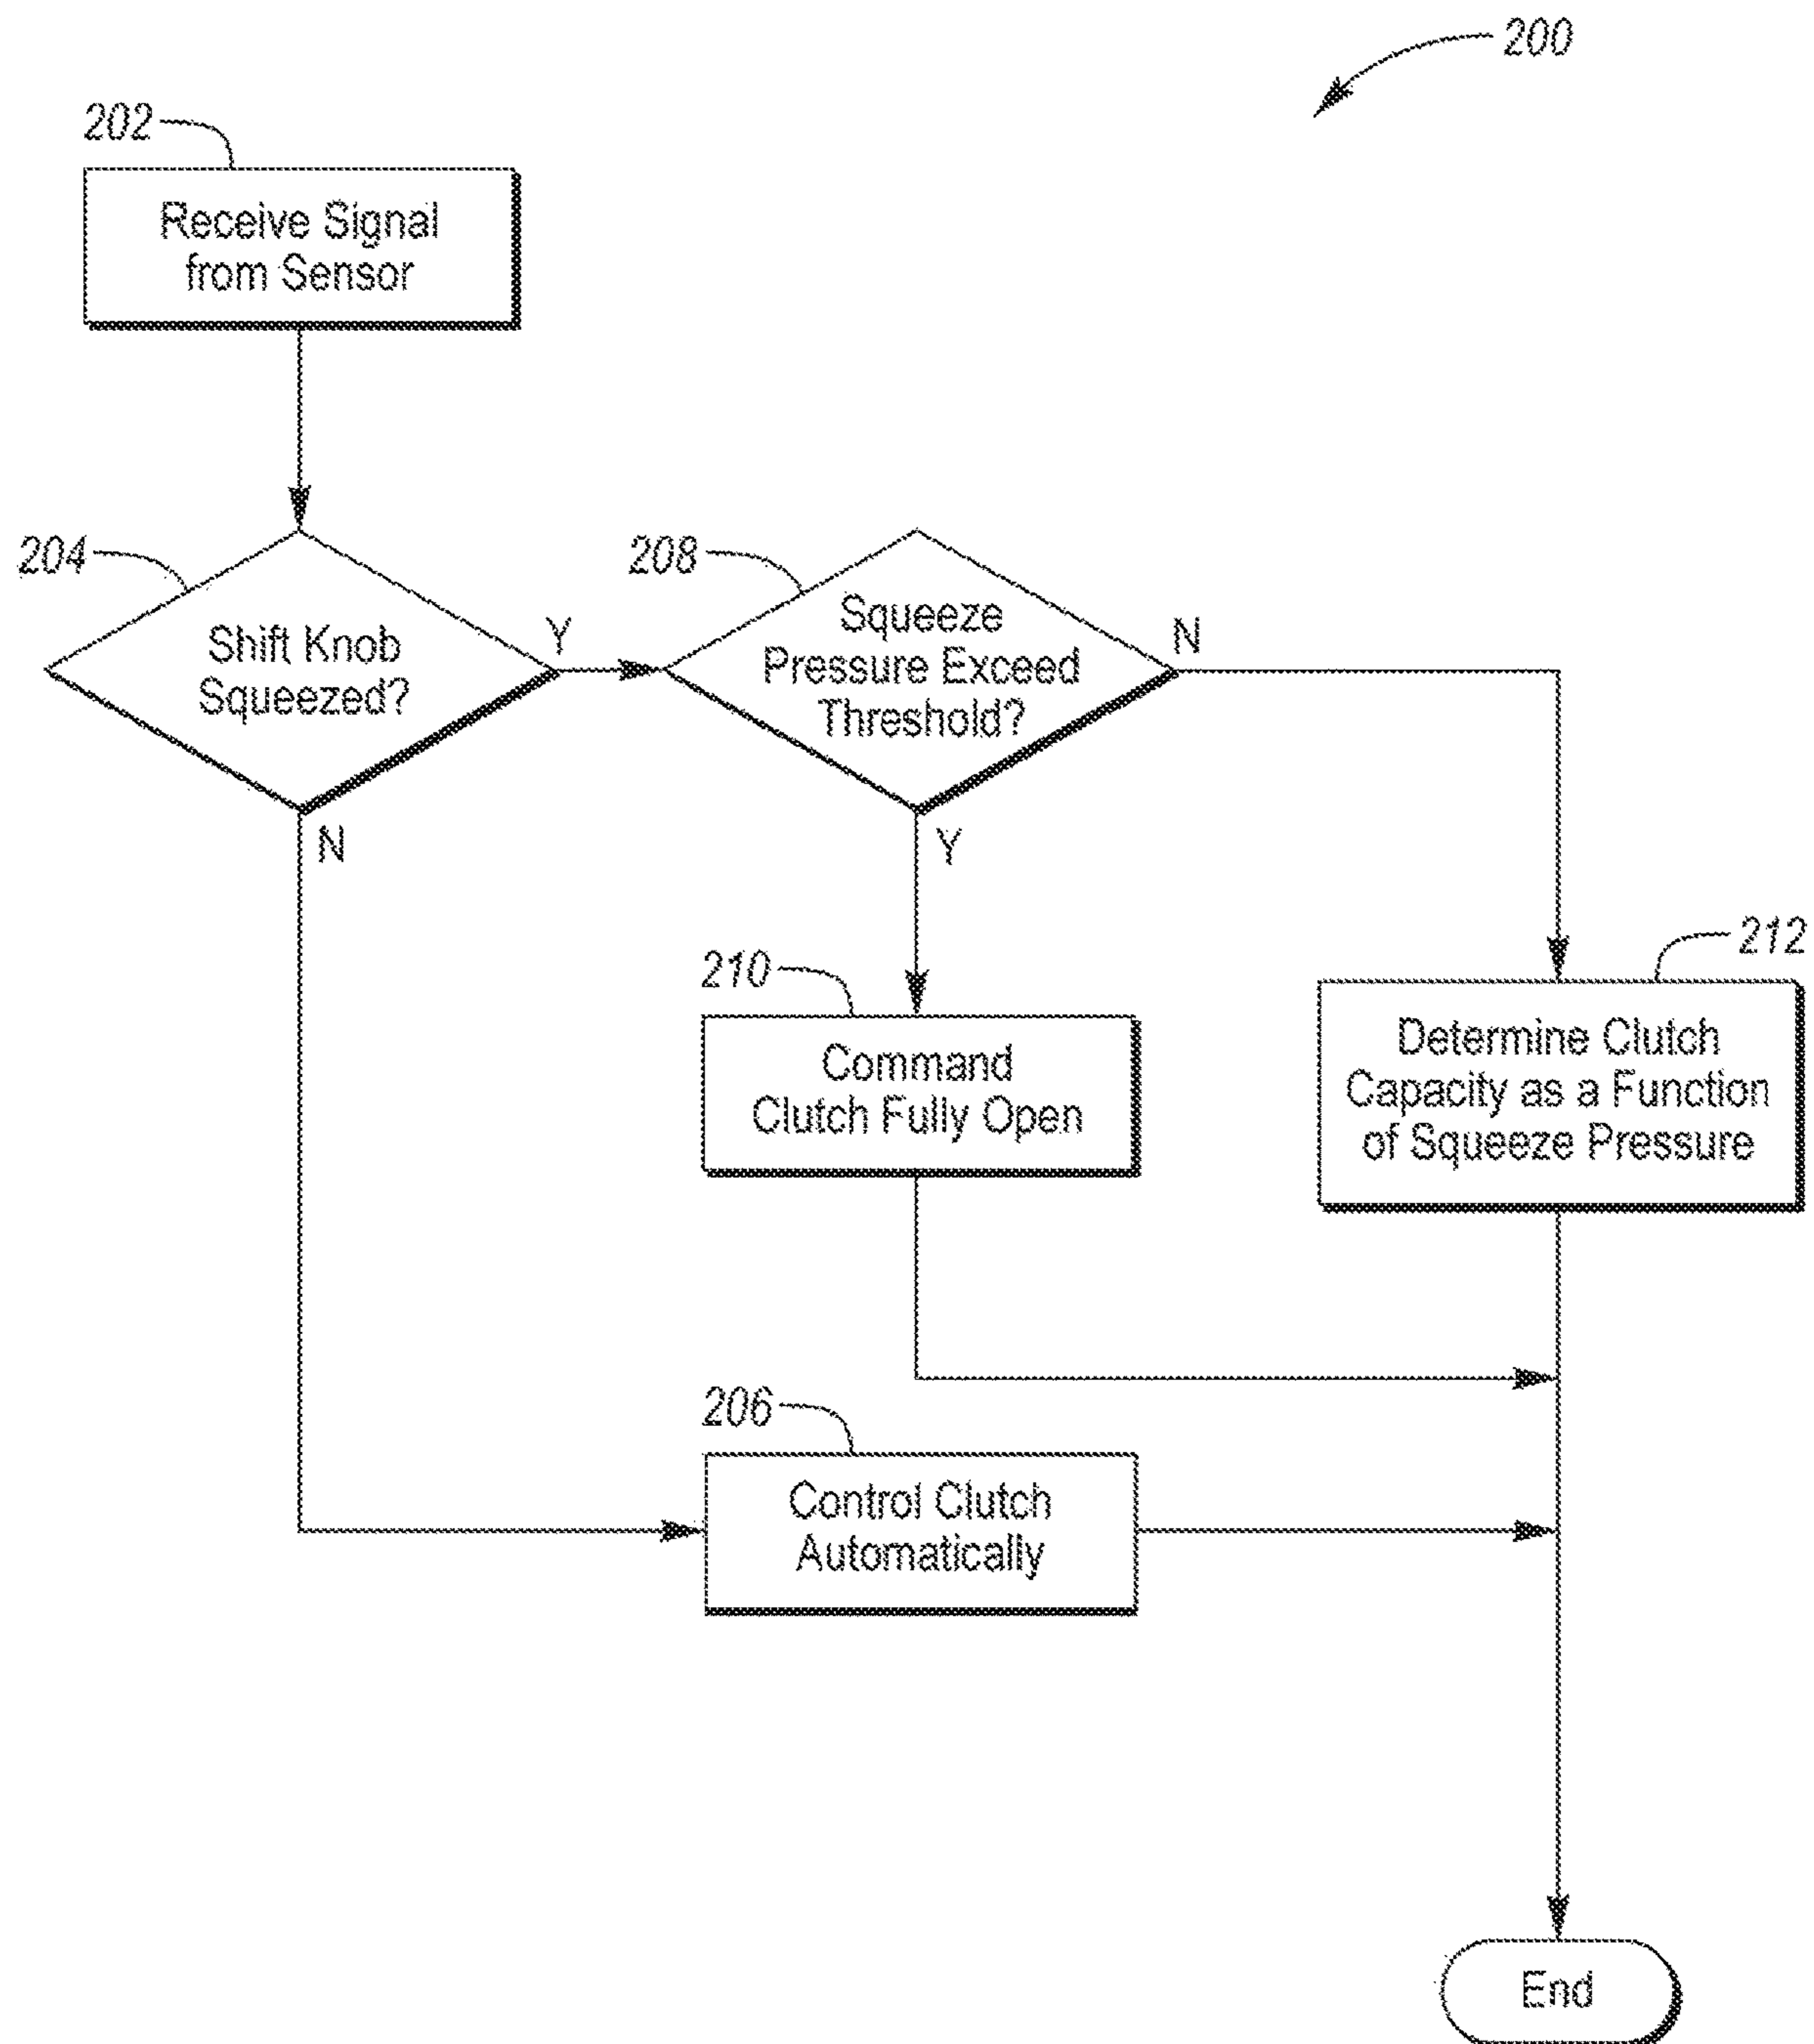 200
202
Receive Signal
from Sensor
204
Shift Knob
Squeezed?
Y
N
208
Squeeze
Pressure Exceed
Threshold?
N
Y
210
Command
Clutch Fully Open
212
Determine Clutch
Capacity as a Function
of Squeeze Pressure
206
Control Clutch
Automatically
End